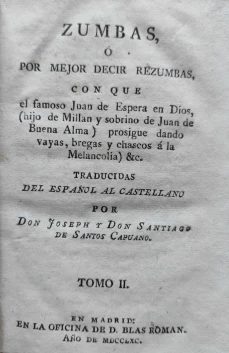 ZUMBAS,
Ó
POR MEJOR DECIR REZUMBAS,
CON QUE
el famoso Juan de Espera en Dios,
(hijo de Millan y sobrino de Juan de
Buena Alma) prosigue dando
vayas, bregas y chascos á la
Melancolía) &c.
TRADUCIDAS
DEL ESPAÑOL AL CASTELLANO
POR
DON JOSEPH Y DON SANTIAGO
DE SANTOS CAPUANO.
TOMO II.
EN MADRID:
EN LA OFICINA DE D. BLAS ROMAN.
AÑO DE MDCCLXC.